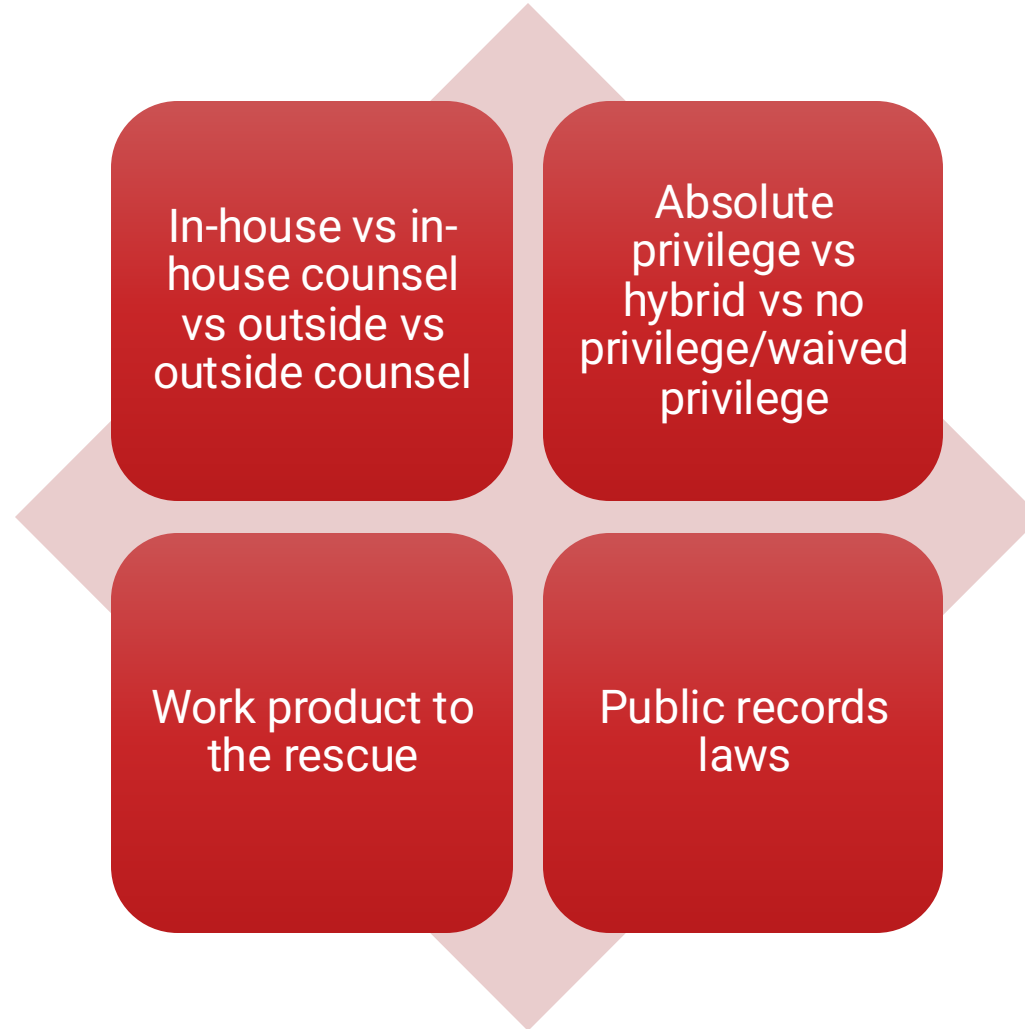 In-house vs in-
house counsel
vs outside vs
outside counsel
Absolute
privilege vs
hybrid vs no
privilege/waived
privilege
Work product to
the rescue
Public records
laws